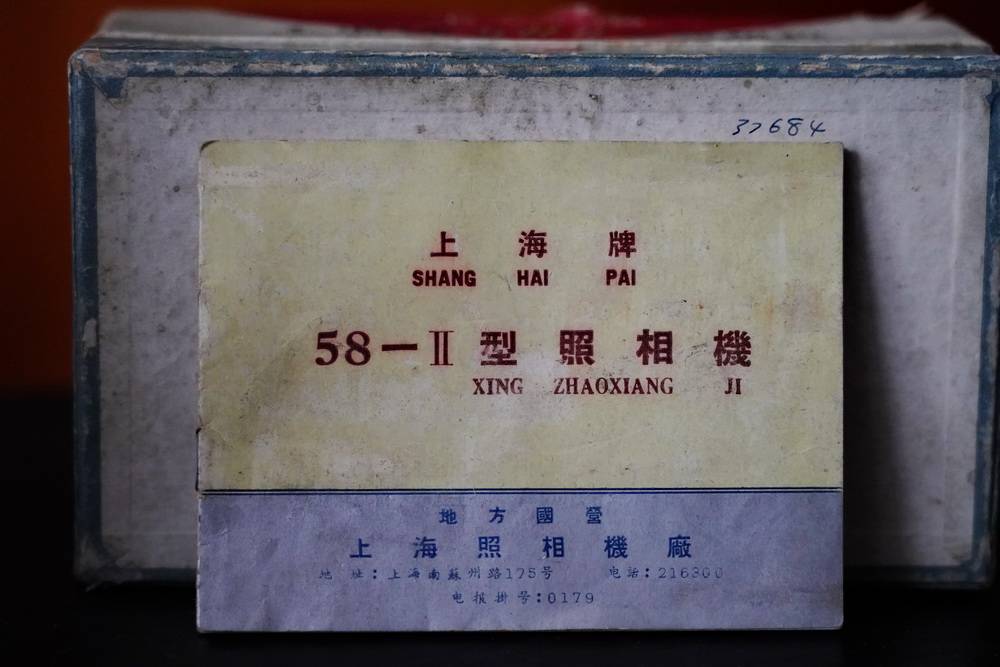 37684
上海牌
SHANG HAI PAI
58-Ⅱ型照相機
XING ZHAOXIANG JI
地方國營
上海照相機廠
地址：上海南蘇州路175号 电話：216300
电报掛号：0179